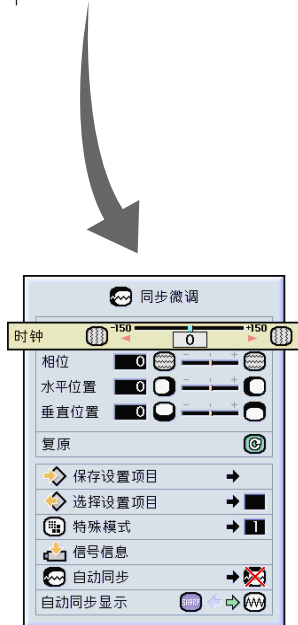 同步微调
时钟 -150 0 +150
相位 0 - +
水平位置 0 - +
垂直位置 0 - +
复原
保存设置项目
选择设置项目
特殊模式 1
信号信息
自动同步
自动同步显示 SHARP